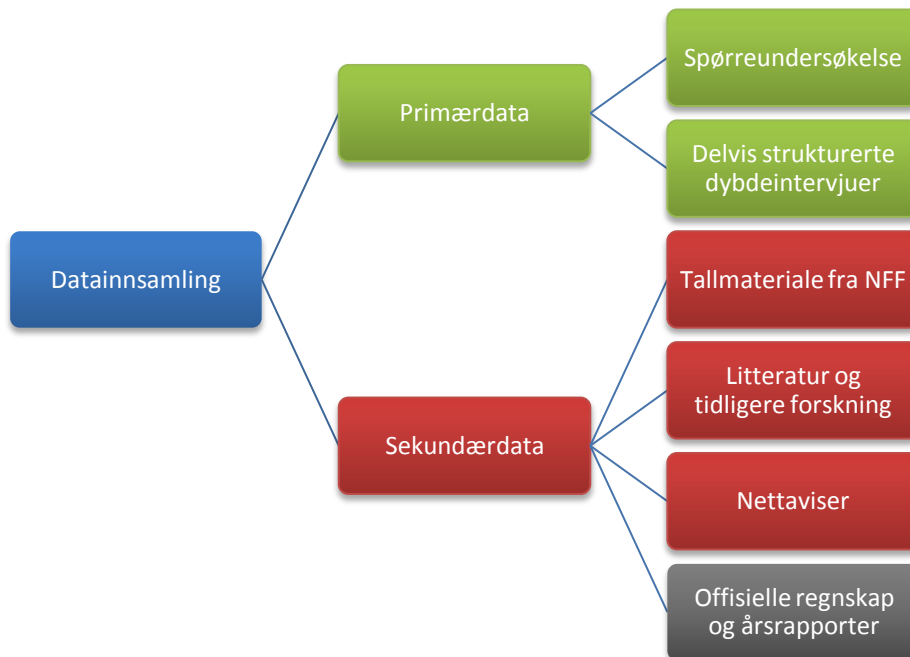 Datainnsamling
Primærdata
Spørreundersøkelse
Delvis strukturerte
dybdeintervjuer
Sekundærdata
Tallmateriale fra NFF
Litteratur og
tidligere forskning
Nettaviser
Offisielle regnskap
og årsrapporter